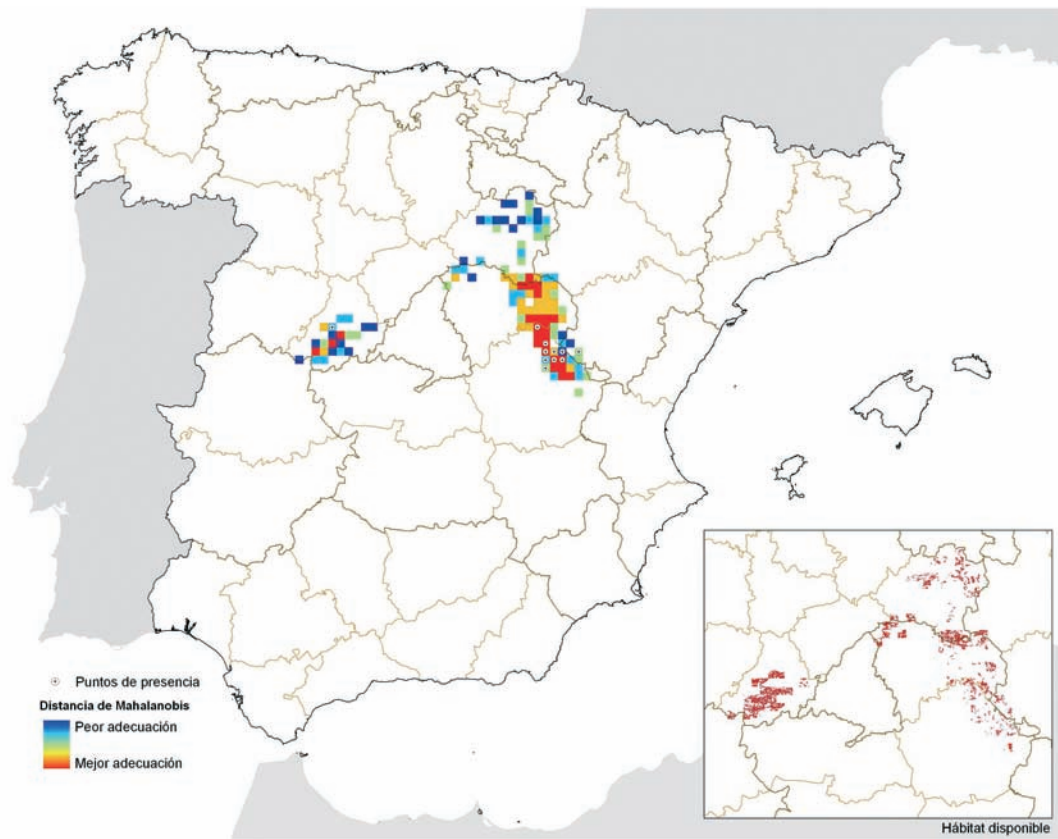 Puntos de presencia
Distancia de Mahalanobis
Peor adecuación
Mejor adecuación
Hábitat disponible